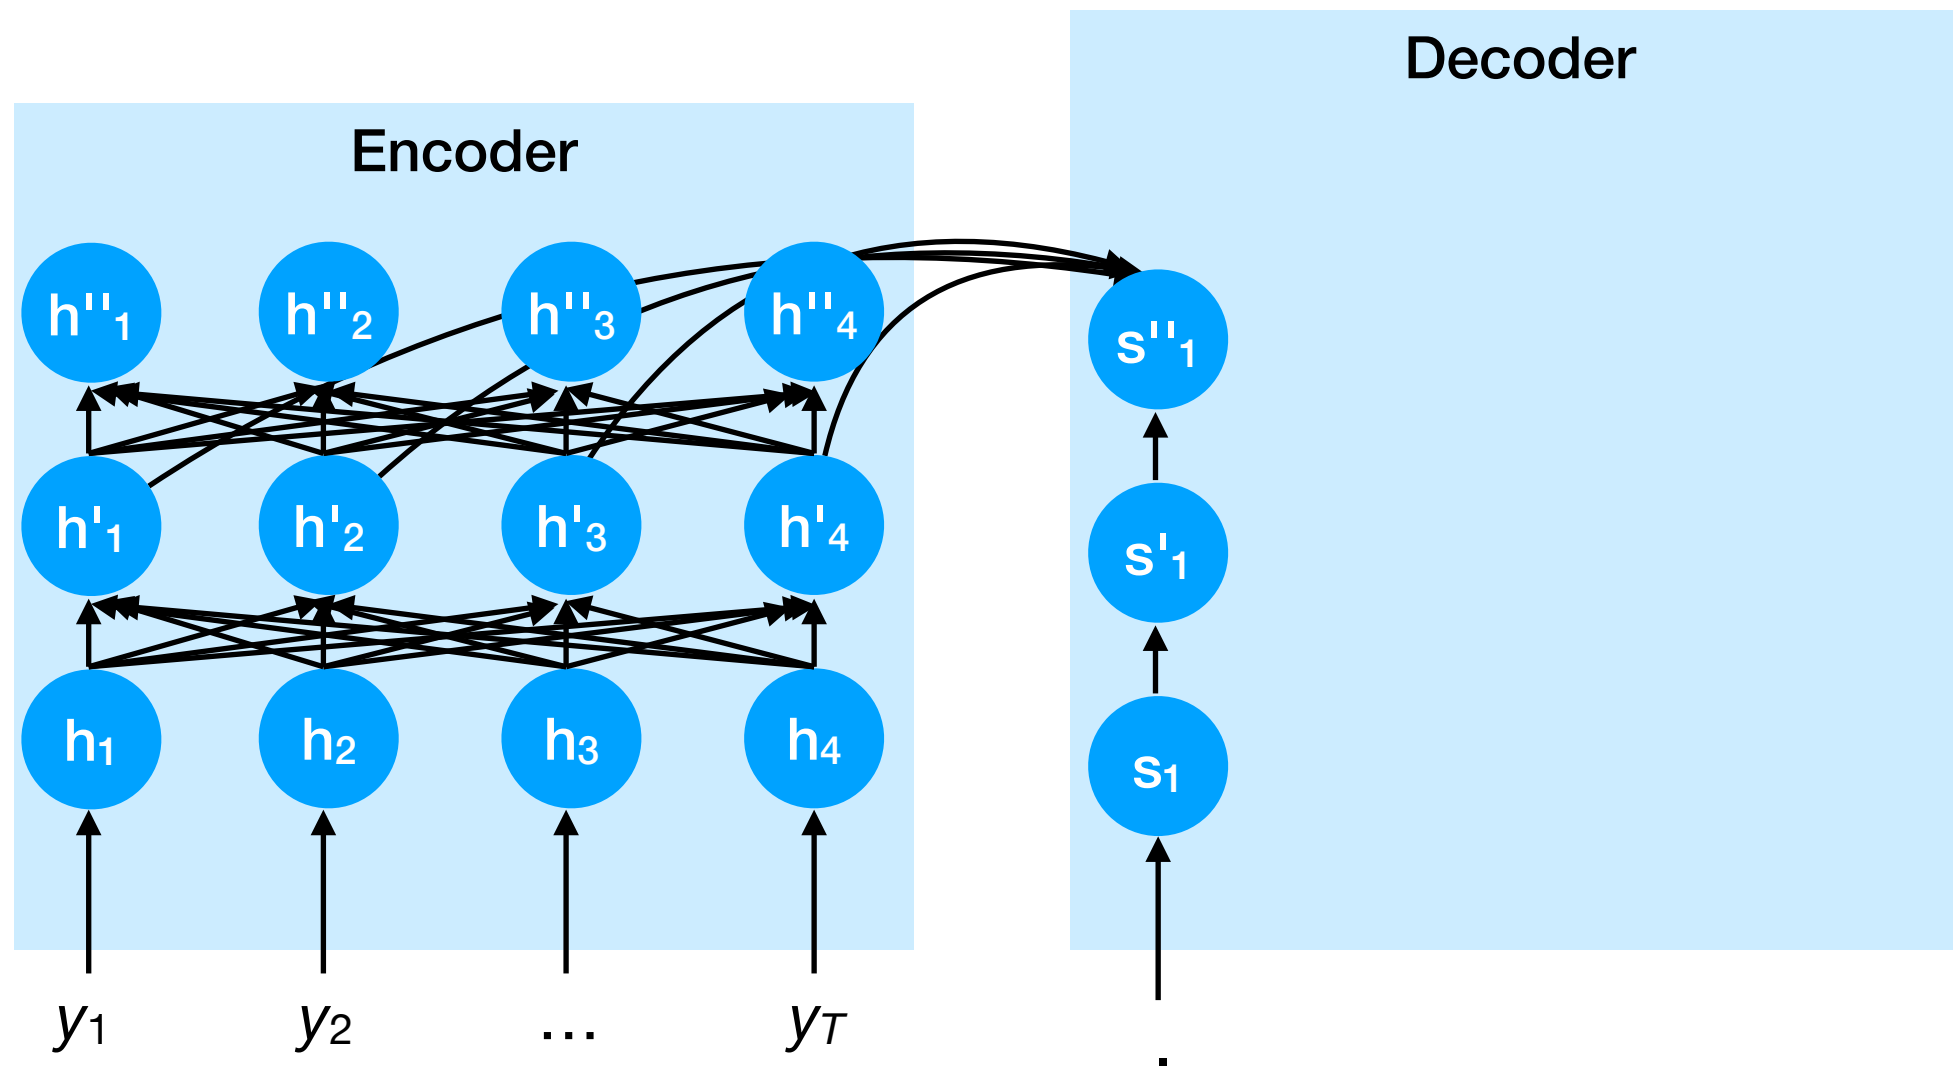 Decoder
Encoder
h''1 h''2 h''3 h''4 s''1
h'1 h'2 h'3 h'4 s'1
h1 h2 h3 h4 s1
y1 y2 ... yT .